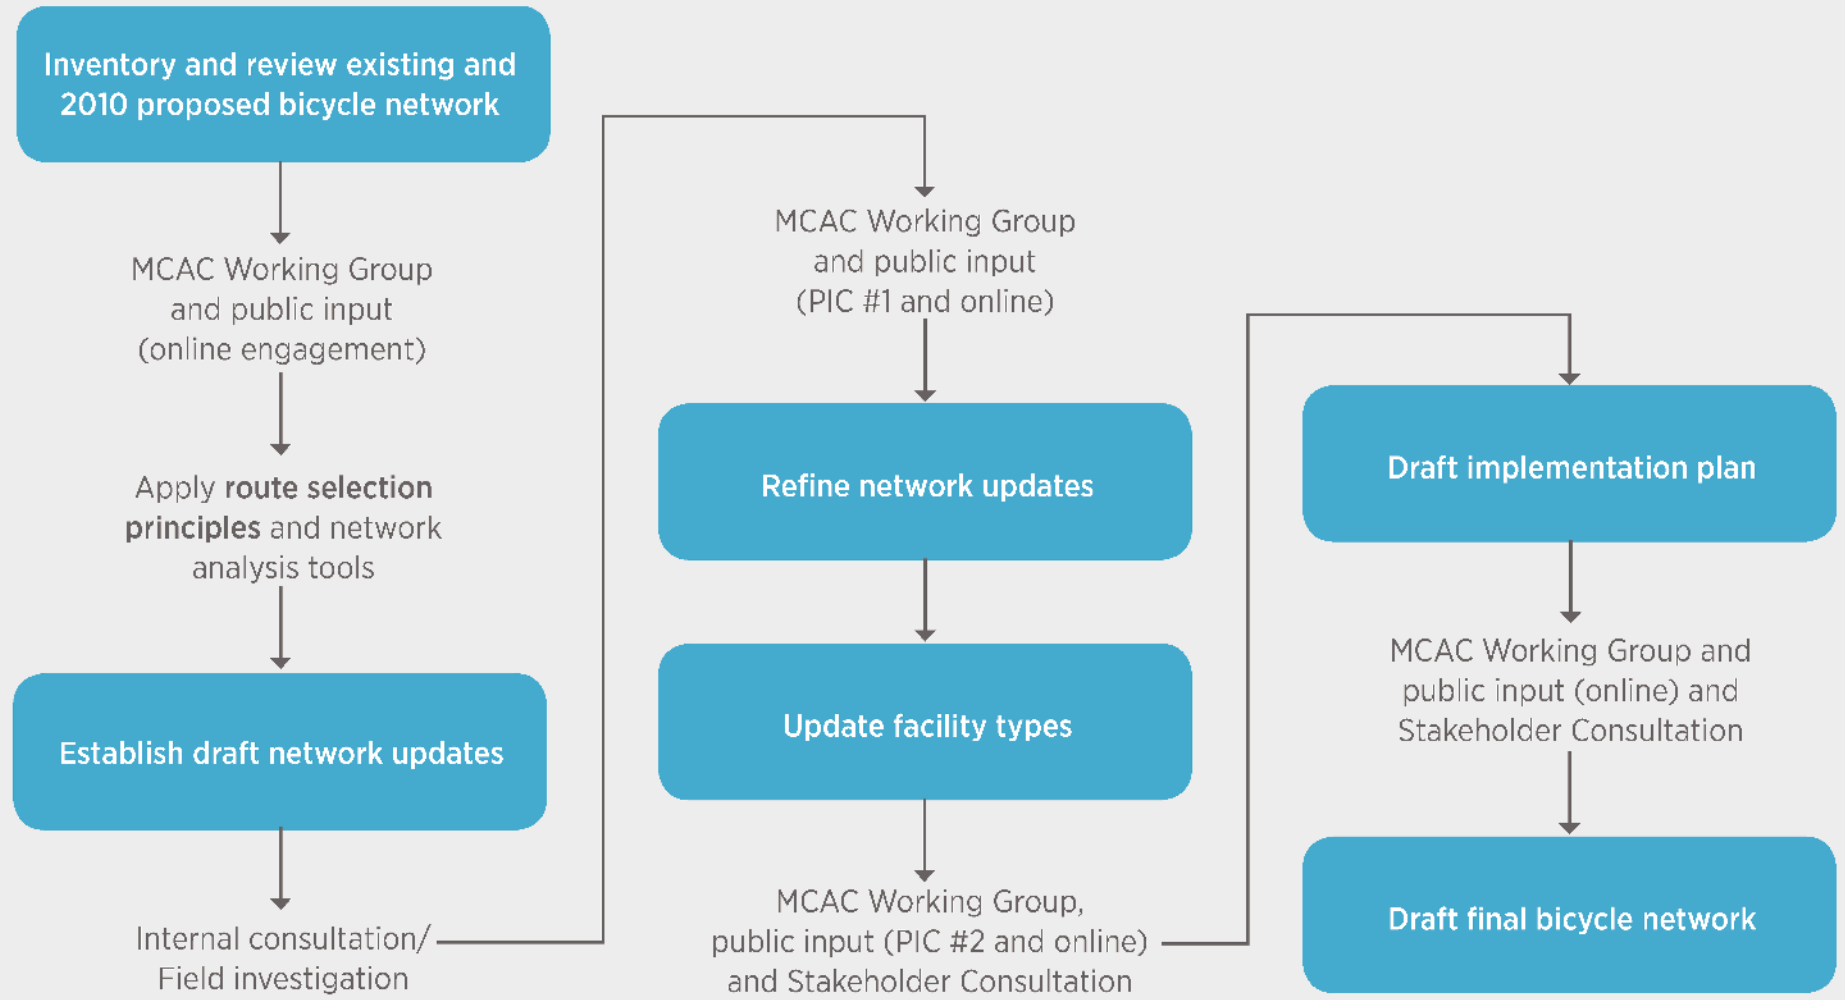 Inventory and review existing and
2010 proposed bicycle network
MCAC Working Group
and public input
(online engagement)
Apply route selection
principles and network
analysis tools
Establish draft network updates
Internal consultation/
Field investigation
MCAC Working Group
and public input
(PIC #1 and online)
Refine network updates
Update facility types
MCAC Working Group,
public input (PIC #2 and online)
and Stakeholder Consultation
Draft implementation plan
MCAC Working Group and
public input (online) and
Stakeholder Consultation
Draft final bicycle network